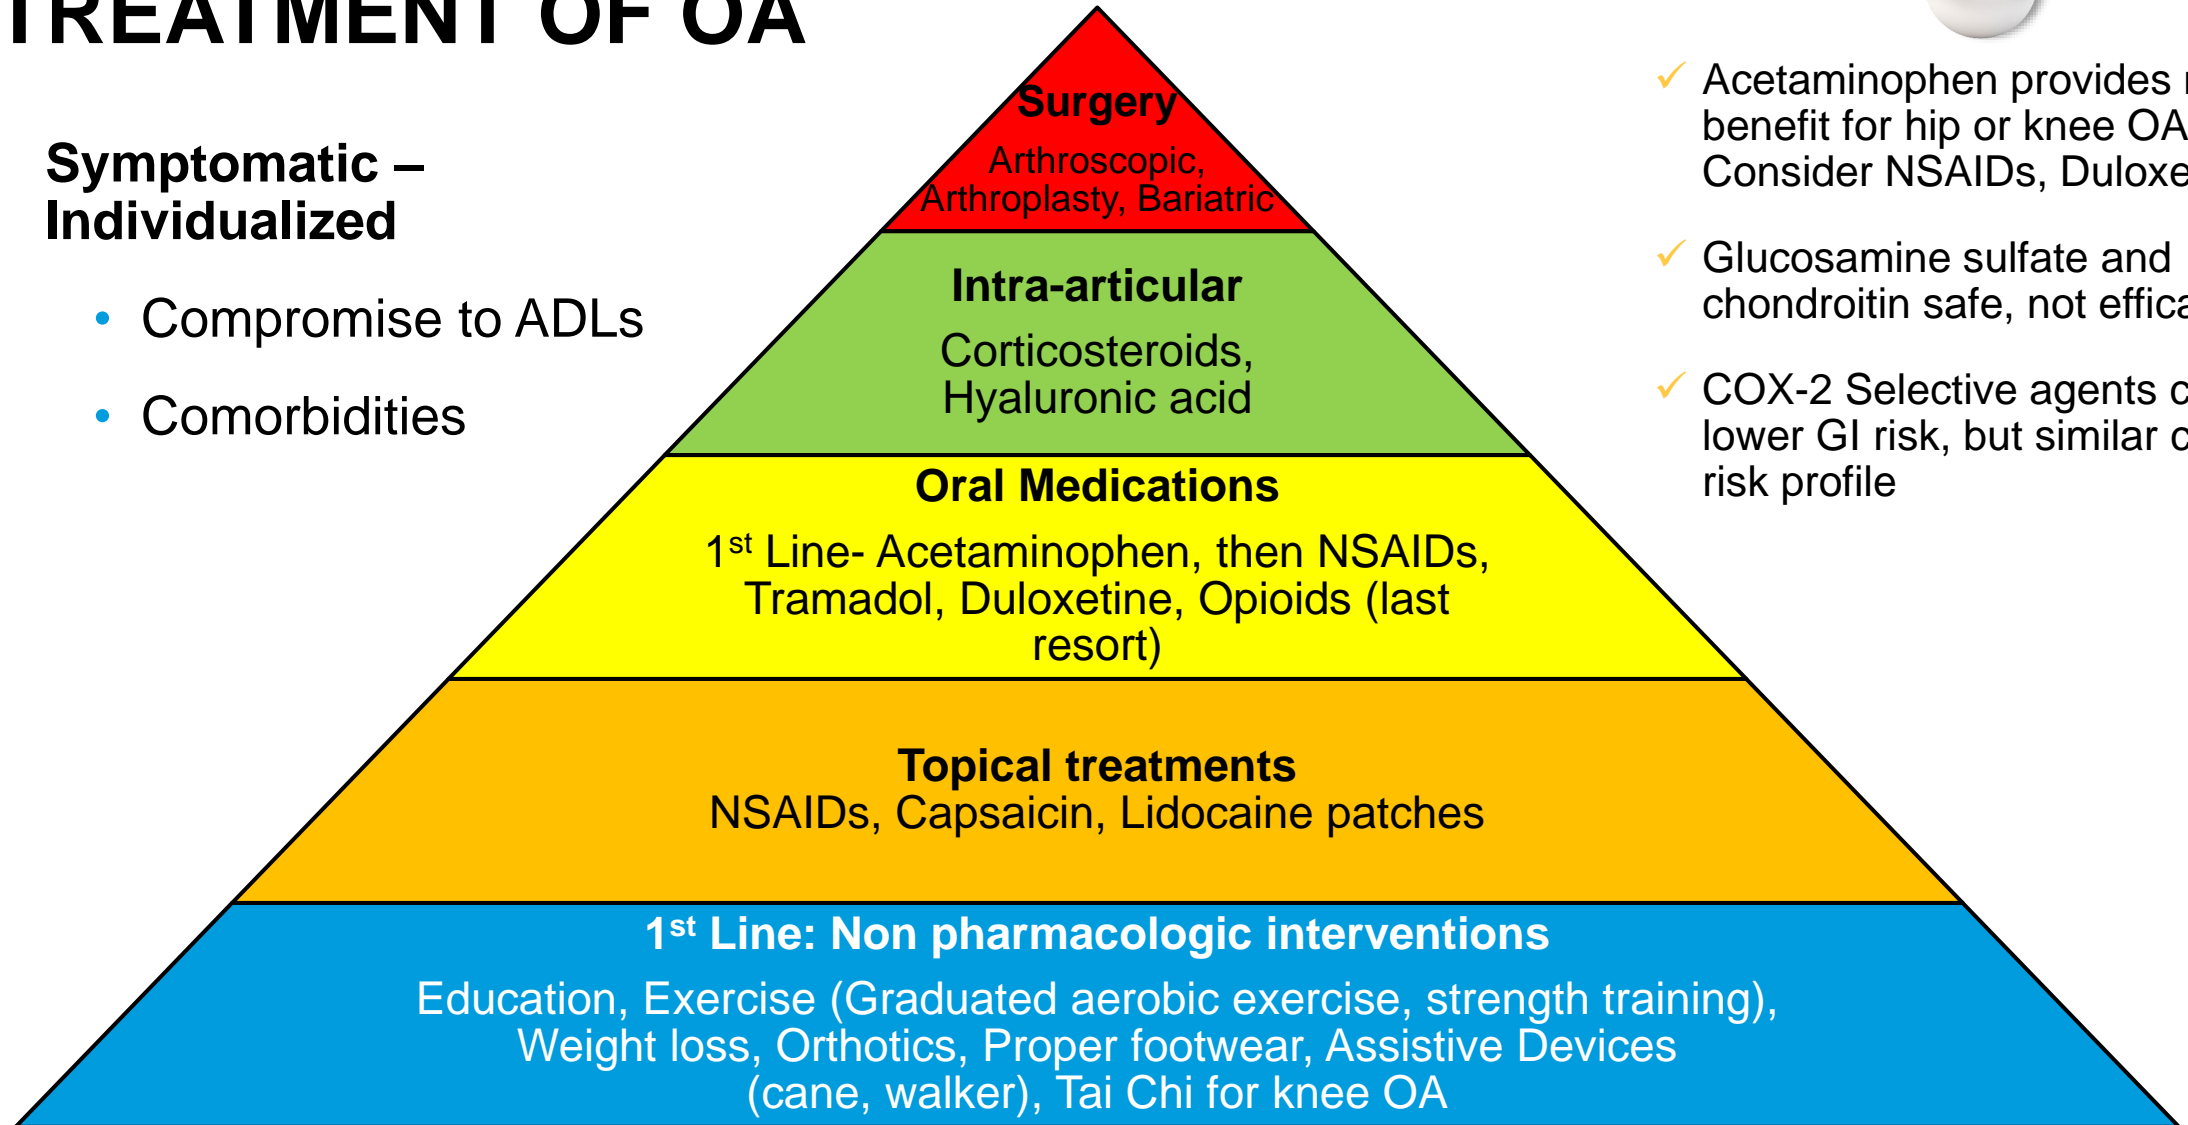 TREATMENT OF OA
Symptomatic –
Individualized
• Compromise to ADLs
• Comorbidities
Surgery
Arthroscopic,
Arthroplasty, Bariatric
Intra-articular
Corticosteroids,
Hyaluronic acid
Oral Medications
1st Line- Acetaminophen, then NSAIDs,
Tramadol, Duloxetine, Opioids (last
resort)
Topical treatments
NSAIDs, Capsaicin, Lidocaine patches
1st Line: Non pharmacologic interventions
Education, Exercise (Graduated aerobic exercise, strength training),
Weight loss, Orthotics, Proper footwear, Assistive Devices
(cane, walker), Tai Chi for knee OA
✓ Acetaminophen provides
benefit for hip or knee OA
Consider NSAIDs,
✓ Glucosamine sulfate and
chondroitin safe, not
✓ COX-2 Selective agents
lower GI risk, but similar
risk profile